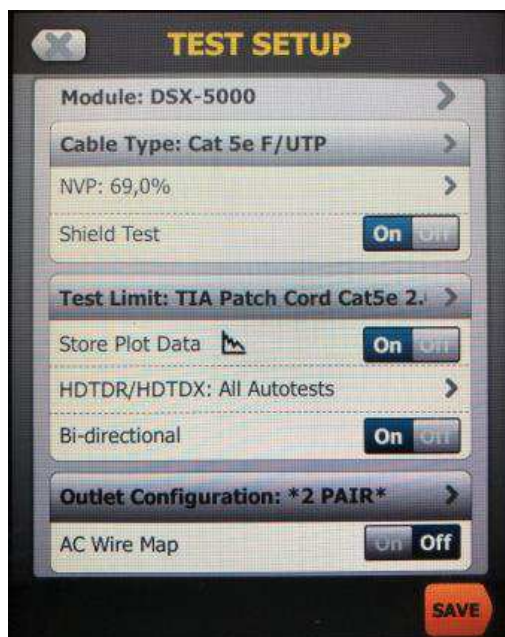 TEST SETUP
Module: DSX-5000
Cable Type: Cat 5e F/UTP
NVP: 69,0%
Shield Test On Off
Test Limit: TIA Patch Cord Cat5e 2.
Store Plot Data On Off
HDTDR/HDTDX: All Autotests
Bi-directional On Off
Outlet Configuration: *2 PAIR*
AC Wire Map On Off
SAVE